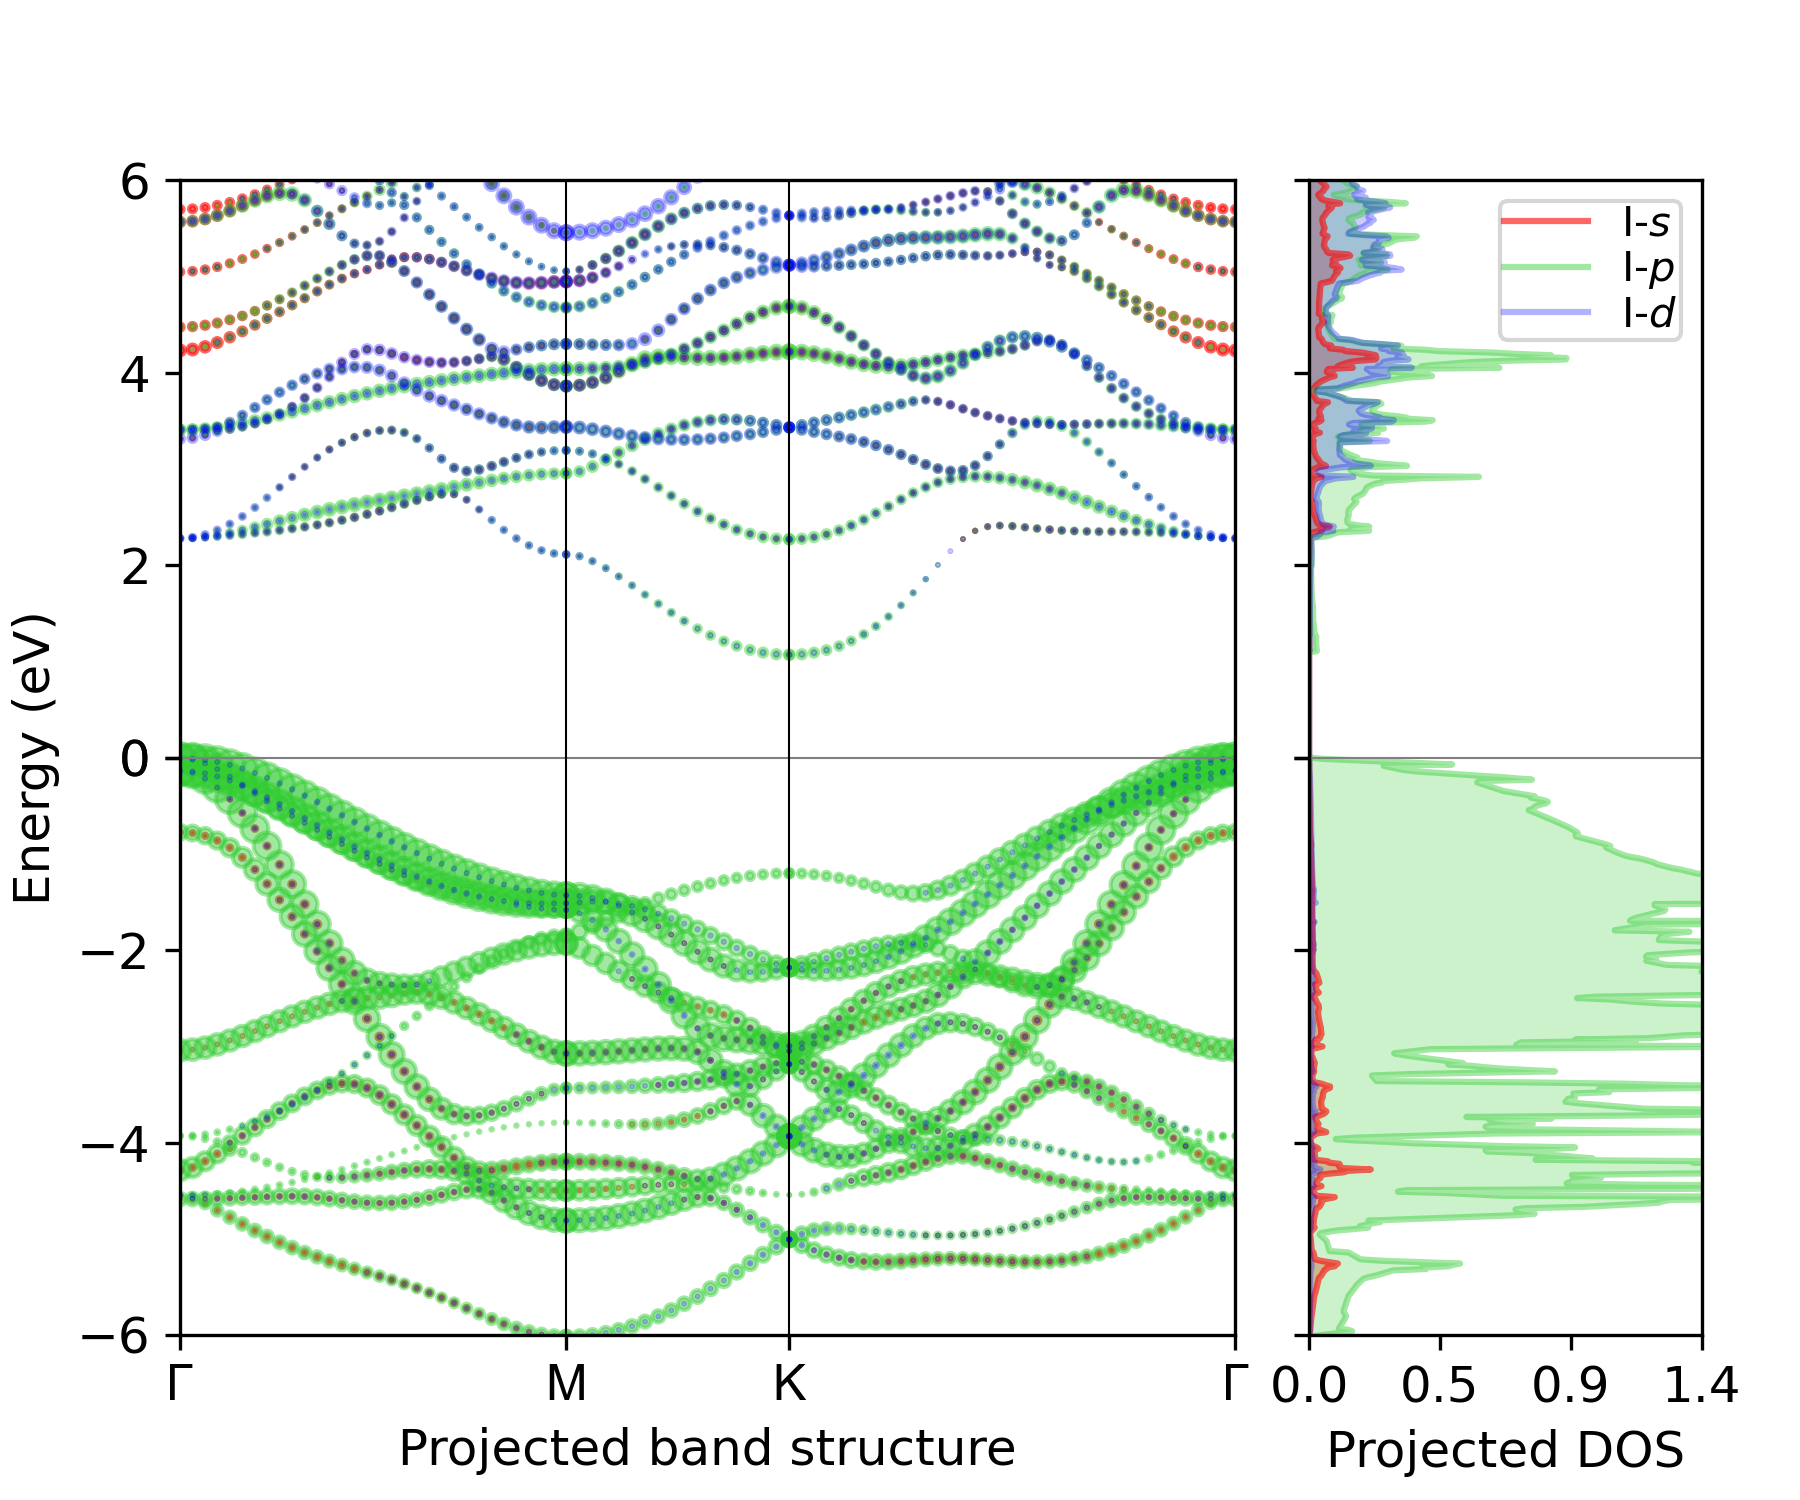 6
4
2
0
−2
−4
−6
Energy (eV)
Γ M K Γ
Projected band structure
I-s
I-p
I-d
0.0 0.5 0.9 1.4
Projected DOS